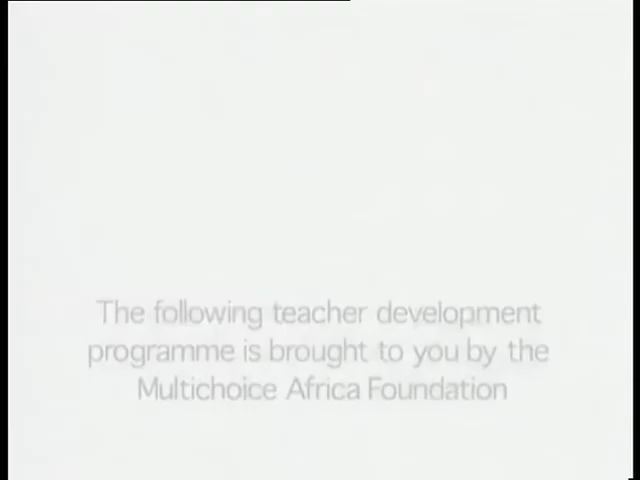 The following teacher development
programme is brought to you by the
Multichoice Africa Foundation